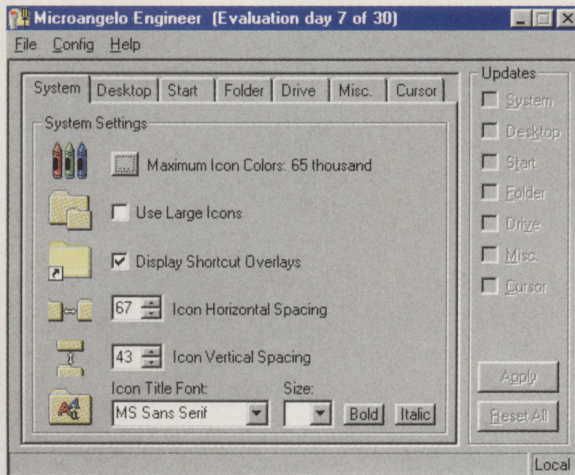 Microangelo Engineer (Evaluation day 7 of 30)
File Config Help
System Desktop Start Folder Drive Misc. Cursor
System Settings
Maximum Icon Colors: 65 thousand
Use Large Icons
Display Shortcut Overlays
67 Icon Horizontal Spacing
43 Icon Vertical Spacing
Icon Title Font: Size:
MS Sans Serif Bold Italic
Updates
System
Desktop
Start
Folder
Drive
Misc.
Cursor
Apply
Reset All
Local